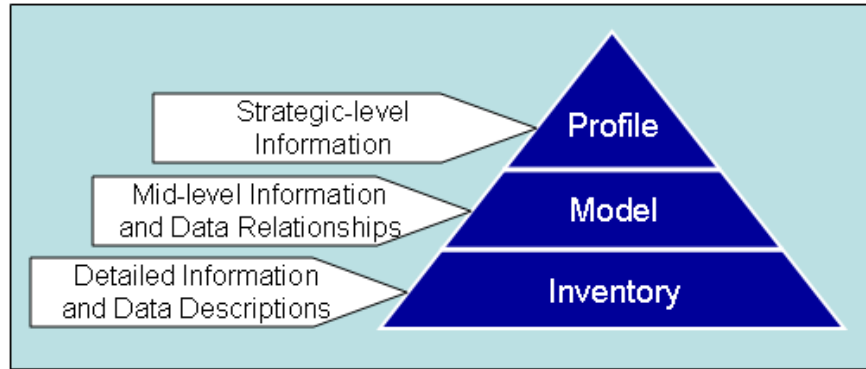 Strategic-level
Information
Profile
Mid-level Information
and Data Relationships
Model
Detailed Information
and Data Descriptions
Inventory